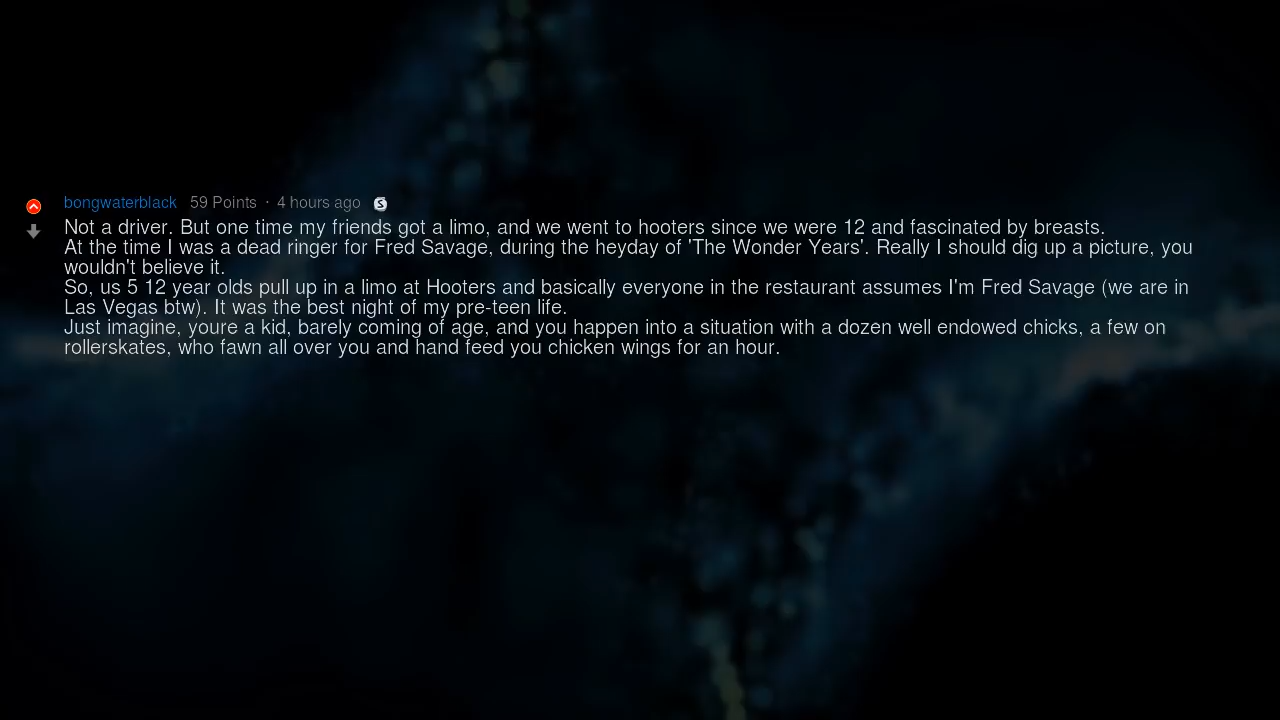 bongwaterblack 59 Points · 4 hours ago S
Not a driver. But one time my friends got a limo, and we went to hooters since we were 12 and fascinated by breasts.
At the time I was a dead ringer for Fred Savage, during the heyday of 'The Wonder Years'. Really I should dig up a picture, you
wouldn't believe it.
So, us 5 12 year olds pull up in a limo at Hooters and basically everyone in the restaurant assumes I'm Fred Savage (we are in
Las Vegas btw). It was the best night of my pre-teen life.
Just imagine, youre a kid, barely coming of age, and you happen into a situation with a dozen well endowed chicks, a few on
rollerskates, who fawn all over you and hand feed you chicken wings for an hour.